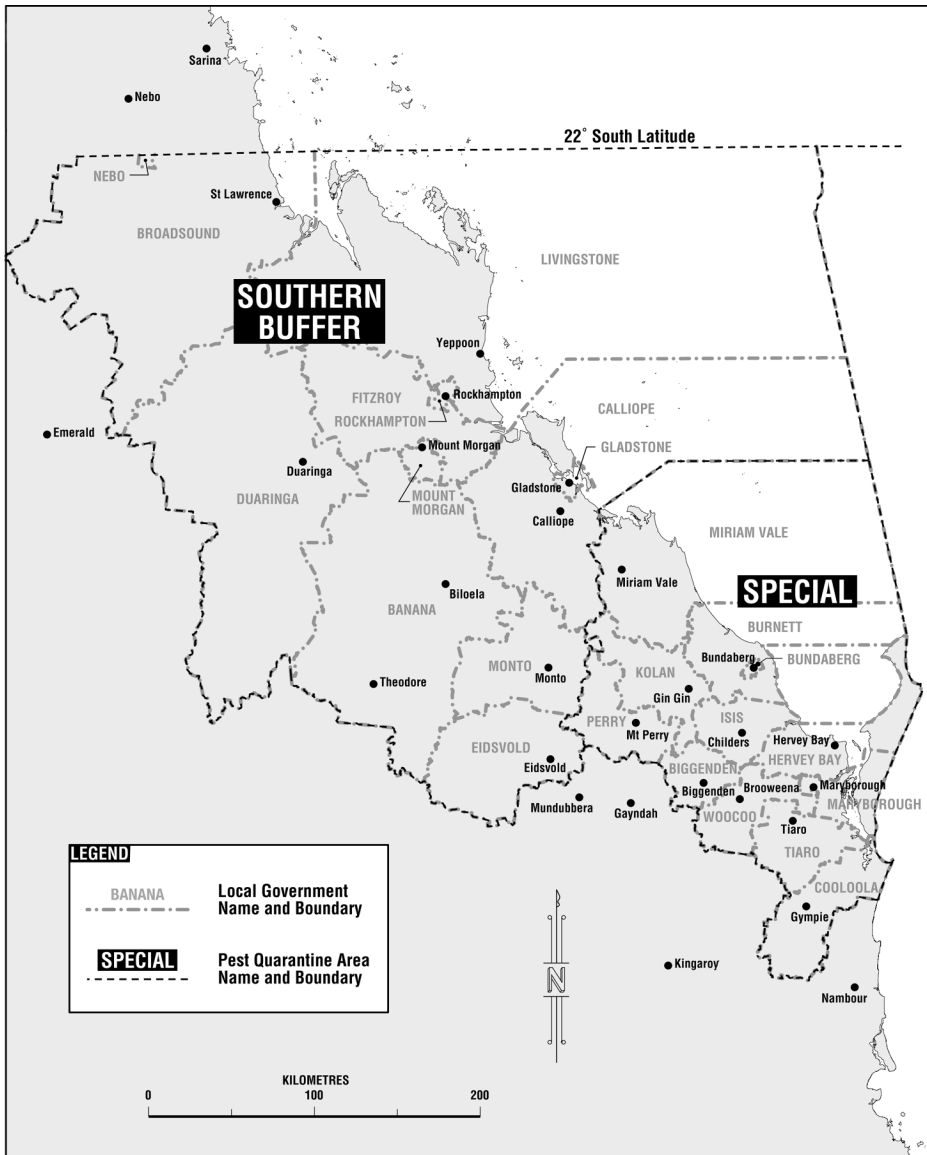 Sarina
Nebo
22° South Latitude
NEBO
St Lawrence
BROADSOUND
LIVINGSTONE
SOUTHERN
BUFFER
Yeppoon
FITZROY
Rockhampton
ROCKHAMPTON
CALLIOPE
Emerald
Mount Morgan
GLADSTONE
Duaringa
Gladstone
DUARINGA
MOUNT
MORGAN
Calliope
MIRIAM VALE
Miriam Vale
SPECIAL
Biloela
BANANA
BURNETT
Bundaberg
BUNDABERG
MONTO
Monto
KOLAN
Theodore
Gin Gin
PERRY
Mt Perry
ISIS
Childers
Hervey Bay
EIDSVOLD
Eidsvold
HERVEY BAY
BIGGENDEN
Biggenden
Brooweena
Maryborough
MARYBOROUGH
Mundubbera
Gayndah
WOOCOO
Tiaro
TIARO
COOLOOLA
Gympie
LEGEND
BANANA
Local Government
Name and Boundary
SPECIAL
Pest Quarantine Area
Name and Boundary
N
Kingaroy
Nambour
KILOMETRES
0 100 200